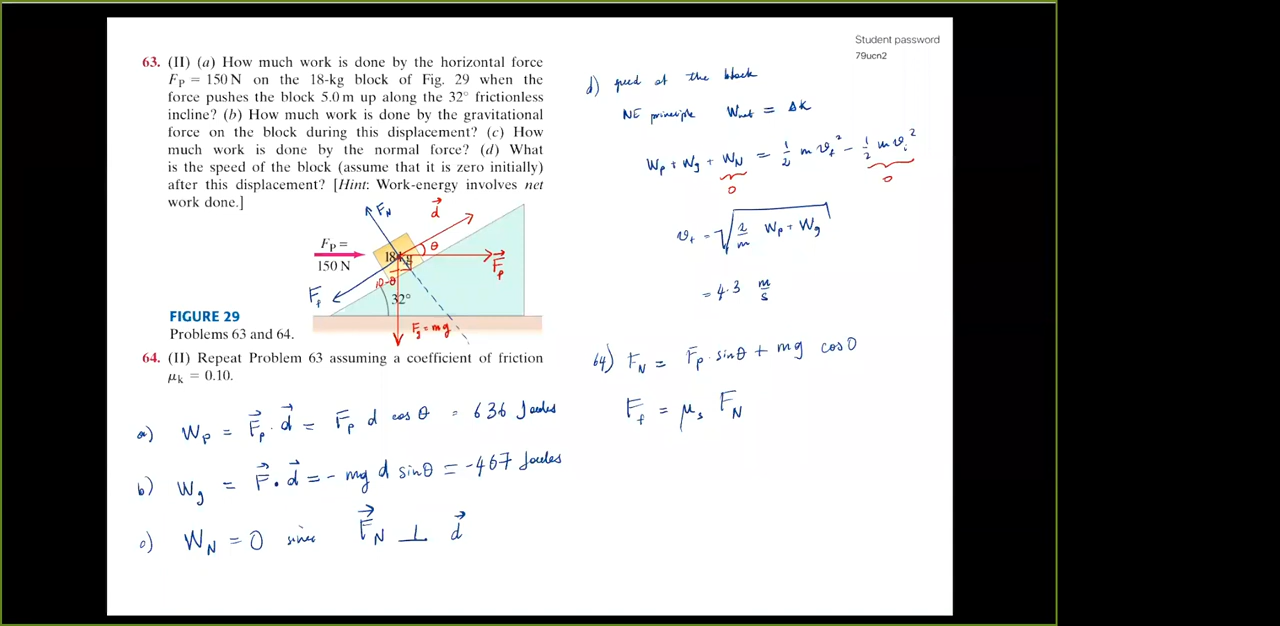 Student password
79ucn2
63. (II) (a) How much work is done by the horizontal force
F_P = 150 N on the 18-kg block of Fig. 29 when the
force pushes the block 5.0 m up along the 32° frictionless
incline? (b) How much work is done by the gravitational
force on the block during this displacement? (c) How
much work is done by the normal force? (d) What
is the speed of the block (assume that it is zero initially)
after this displacement? [Hint: Work-energy involves net
work done.]
F_N
d⃗
F_P =
150 N
18 kg
θ
F⃗_P
F_f
32°
F_g = mg
FIGURE 29
Problems 63 and 64.
64. (II) Repeat Problem 63 assuming a coefficient of friction
μ_k = 0.10.
a) W_P = F⃗_P · d⃗ = F_P d cos θ = 636 Joules
b) W_g = F⃗ · d⃗ = - mg d sinθ = -467 Joules
c) W_N = 0 since F⃗_N ⊥ d⃗
d) speed of the block
principle W_net = ΔK
W_P + W_g + W_N = 1/2 m v_f² - 1/2 m v_i²
0 0
v_f = √(2/m W_P + W_g)
= 4.3 m/s
64) F_N = F_P · sinθ + mg cosθ
F_f = μ_s F_N